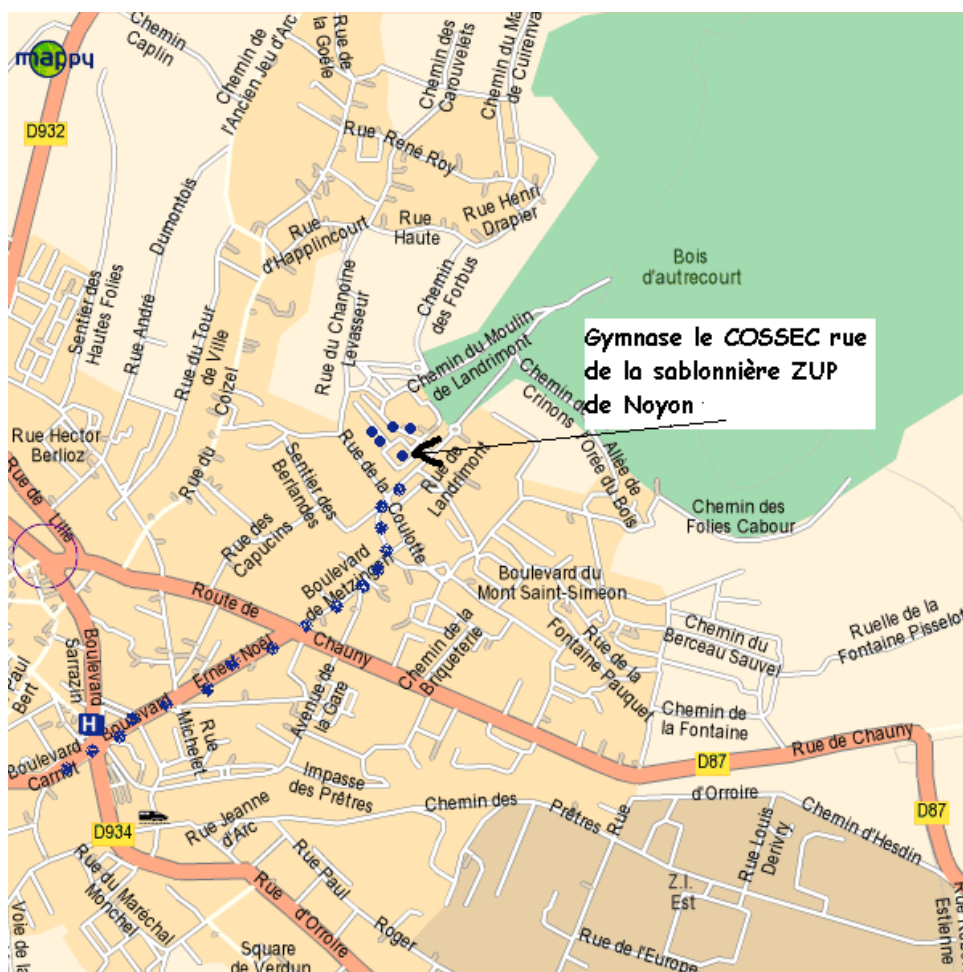 mappy
Chemin
Caplin
Chemin de
l'Ancien Jeu d'Arc
Rue de
la Goële
Chemin des
Carouvelets
Chemin du Ma
de Cuirenva
D932
Rue René Roy
Rue Henri
Drapier
Rue
Haute
Rue
d'Happlincourt
Dumontois
Rue André
Sentier des
Hautes Folies
Rue du Tour
de Ville
Rue du Chanoine
Levasseur
Chemin
des Forbus
Bois
d'autrecourt
Chemin du Moulin
de Landrimont
Gymnase le COSSEC rue
de la sablonnière ZUP
de Noyon
Chemin de
Crinons
Allée de
Orée du Bois
Rue Hector
Berlioz
Rue du
Coizel
Rue de
Lille
Sentier des
Berlandes
Rue de la
Goulotte
Rue de
Landrimont
Chemin des
Folies Cabour
Rue des
Capucins
Boulevard
de Metzingen
Boulevard du
Mont Saint-Siméon
Route de
Chauny
Chemin de la
Briqueterie
Rue de la
Fontaine Pauquet
Chemin du
Berceau Sauvel
Ruelle de la
Fontaine Pisselot
Boulevard
Sarrazin
Paul
Bert
Boulevard Ernest Noël
Avenue de
la Gare
Rue
Michelet
Chemin de
la Fontaine
H
Boulevard
Carnot
Impasse
des Prêtres
D87
Rue de Chauny
Chemin des
Prêtres
Rue
d'Orroire
Chemin d'Hesdin
D87
D934
Rue Jeanne
d'Arc
Rue Louis
Derivry
Rue du Maréchal
Monchel
Rue Paul
Roger
Rue
d'Orroire
Z.I.
Est
Rue de l'Europe
Estienne
Voie de la
Square
de Verdun